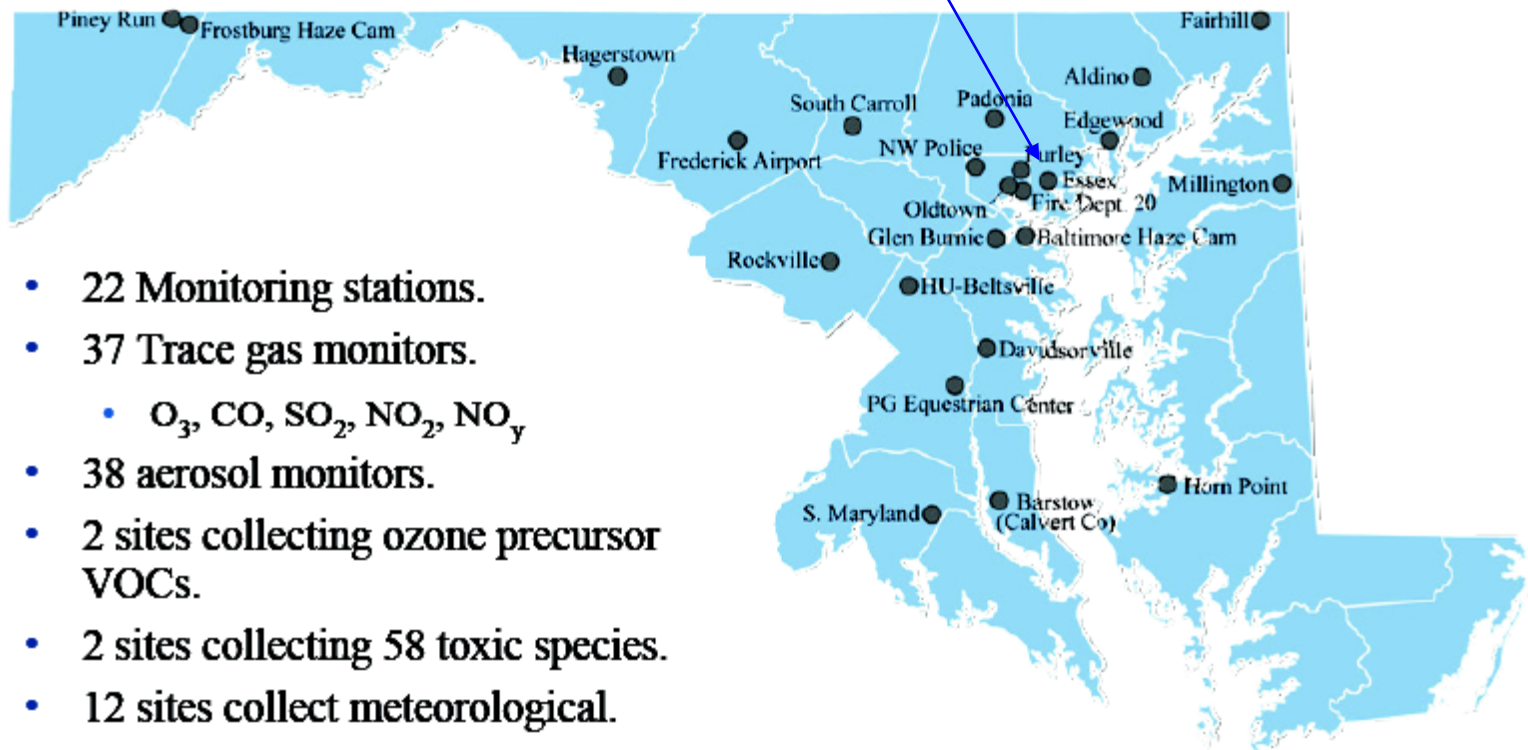 Piney Run
Frostburg Haze Cam
Fairhill
Hagerstown
Aldino
South Carroll
Padonia
Edgewood
Frederick Airport
NW Police
Furley
Essex
Millington
Oldtown
Fire Dept. 20
Glen Burnie
Baltimore Haze Cam
Rockville
HU-Beltsville
Davidsonville
PG Equestrian Center
Horn Point
S. Maryland
Barstow
(Calvert Co)
• 22 Monitoring stations.
• 37 Trace gas monitors.
• O₃, CO, SO₂, NO₂, NOy
• 38 aerosol monitors.
• 2 sites collecting ozone precursor
VOCs.
• 2 sites collecting 58 toxic species.
• 12 sites collect meteorological.